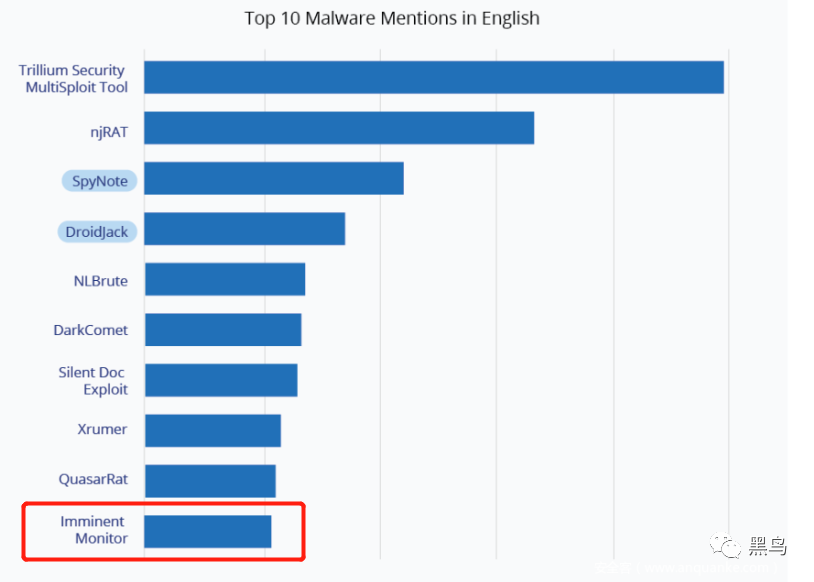 Top 10 Malware Mentions in English
Trillium Security
MultiSploit Tool
njRAT
SpyNote
DroidJack
NLBrute
DarkComet
Silent Doc
Exploit
Xrumer
QuasarRat
Imminent
Monitor
黑鸟